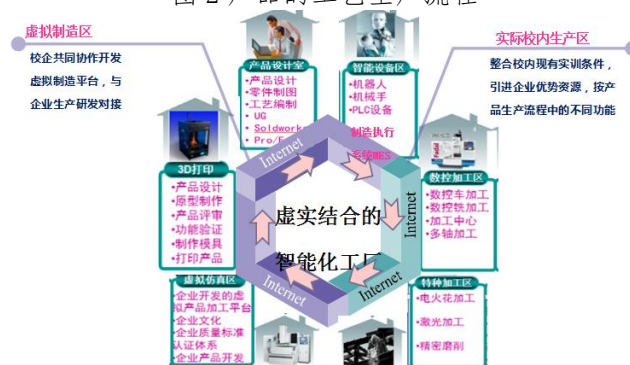 图 2 产品的工艺生产流程
虚拟制造区
校企共同协作开发
虚拟制造平台，与
企业生产研发对接
实际校内生产区
整合校内现有实训条件，
引进企业优势资源，按产
品生产流程中的不同功能
产品设计室
•产品设计
•零件制图
•工艺编制
•UG
•Soldwork
•Pro/E
智能设备区
•机器人
•机械手
•PLC设备
制造执行
系统MES
3D打印
•产品设计
•原型制作
•产品评审
•功能验证
•制作模具
•打印产品
数控加工区
•数控车加工
•数控铣加工
•加工中心
•多轴加工
Internet
Internet
Internet
Internet
虚实结合的
智能化工厂
虚拟仿真区
•企业开发的虚
拟产品加工平台
•企业文化
•企业质量标准
认证体系
•企业产品开发
特种加工区
•电火花加工
•激光加工
•精密磨削